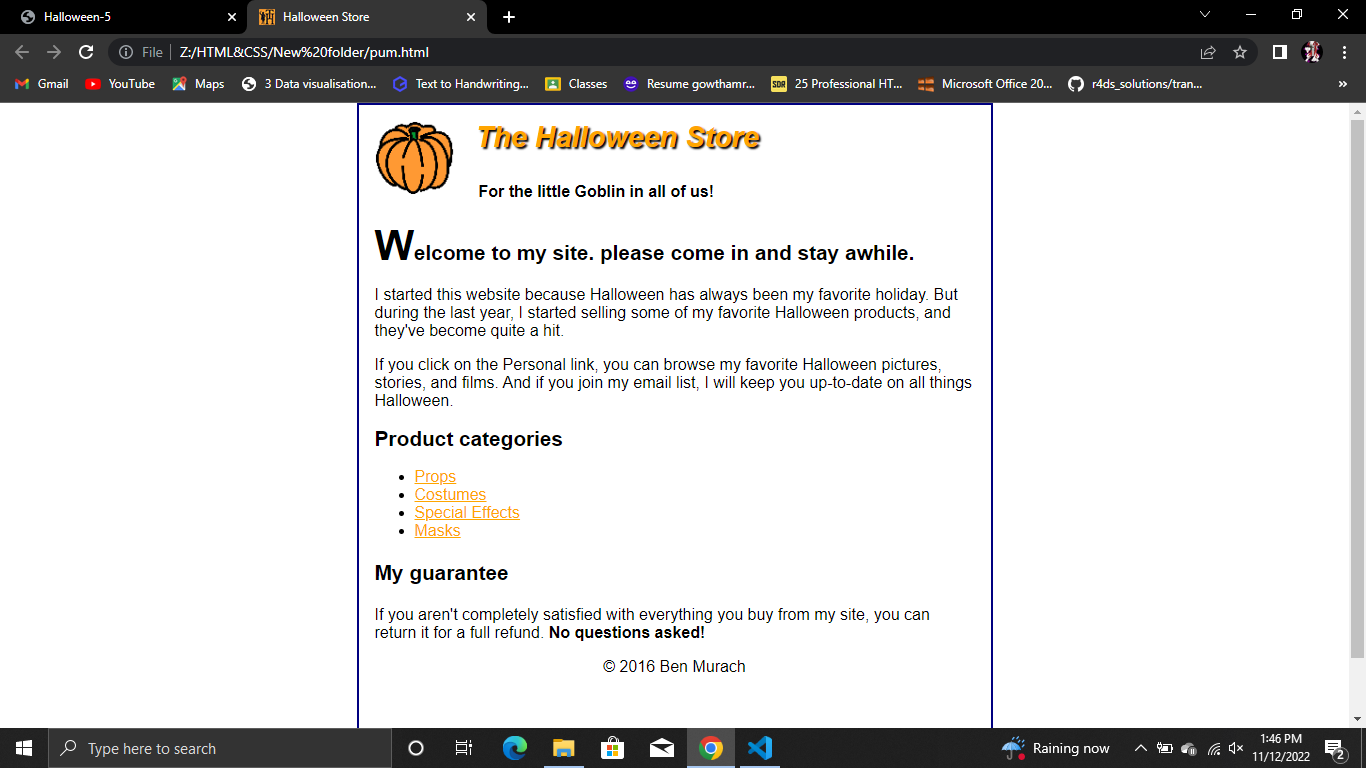 Halloween-5
Halloween Store
File
Z:/HTML&CSS/New%20folder/pum.html
Gmail
YouTube
Maps
3 Data visualisation...
Text to Handwriting...
Classes
Resume gowthamr...
SDR
25 Professional HT...
Microsoft Office 20...
r4ds_solutions/tran...
»
The Halloween Store
For the little Goblin in all of us!
Welcome to my site. please come in and stay awhile.
I started this website because Halloween has always been my favorite holiday. But
during the last year, I started selling some of my favorite Halloween products, and
they've become quite a hit.
If you click on the Personal link, you can browse my favorite Halloween pictures,
stories, and films. And if you join my email list, I will keep you up-to-date on all things
Halloween.
Product categories
• Props
• Costumes
• Special Effects
• Masks
My guarantee
If you aren't completely satisfied with everything you buy from my site, you can
return it for a full refund. No questions asked!
© 2016 Ben Murach
Type here to search
Raining now
1:46 PM
11/12/2022
2